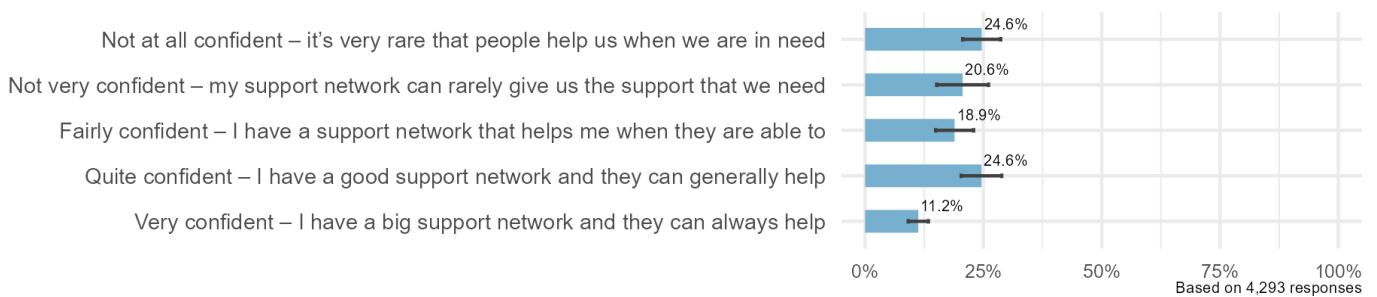 Not at all confident – it’s very rare that people help us when we are in need
24.6%
Not very confident – my support network can rarely give us the support that we need
20.6%
Fairly confident – I have a support network that helps me when they are able to
18.9%
Quite confident – I have a good support network and they can generally help
24.6%
Very confident – I have a big support network and they can always help
11.2%
0% 25% 50% 75% 100%
Based on 4,293 responses